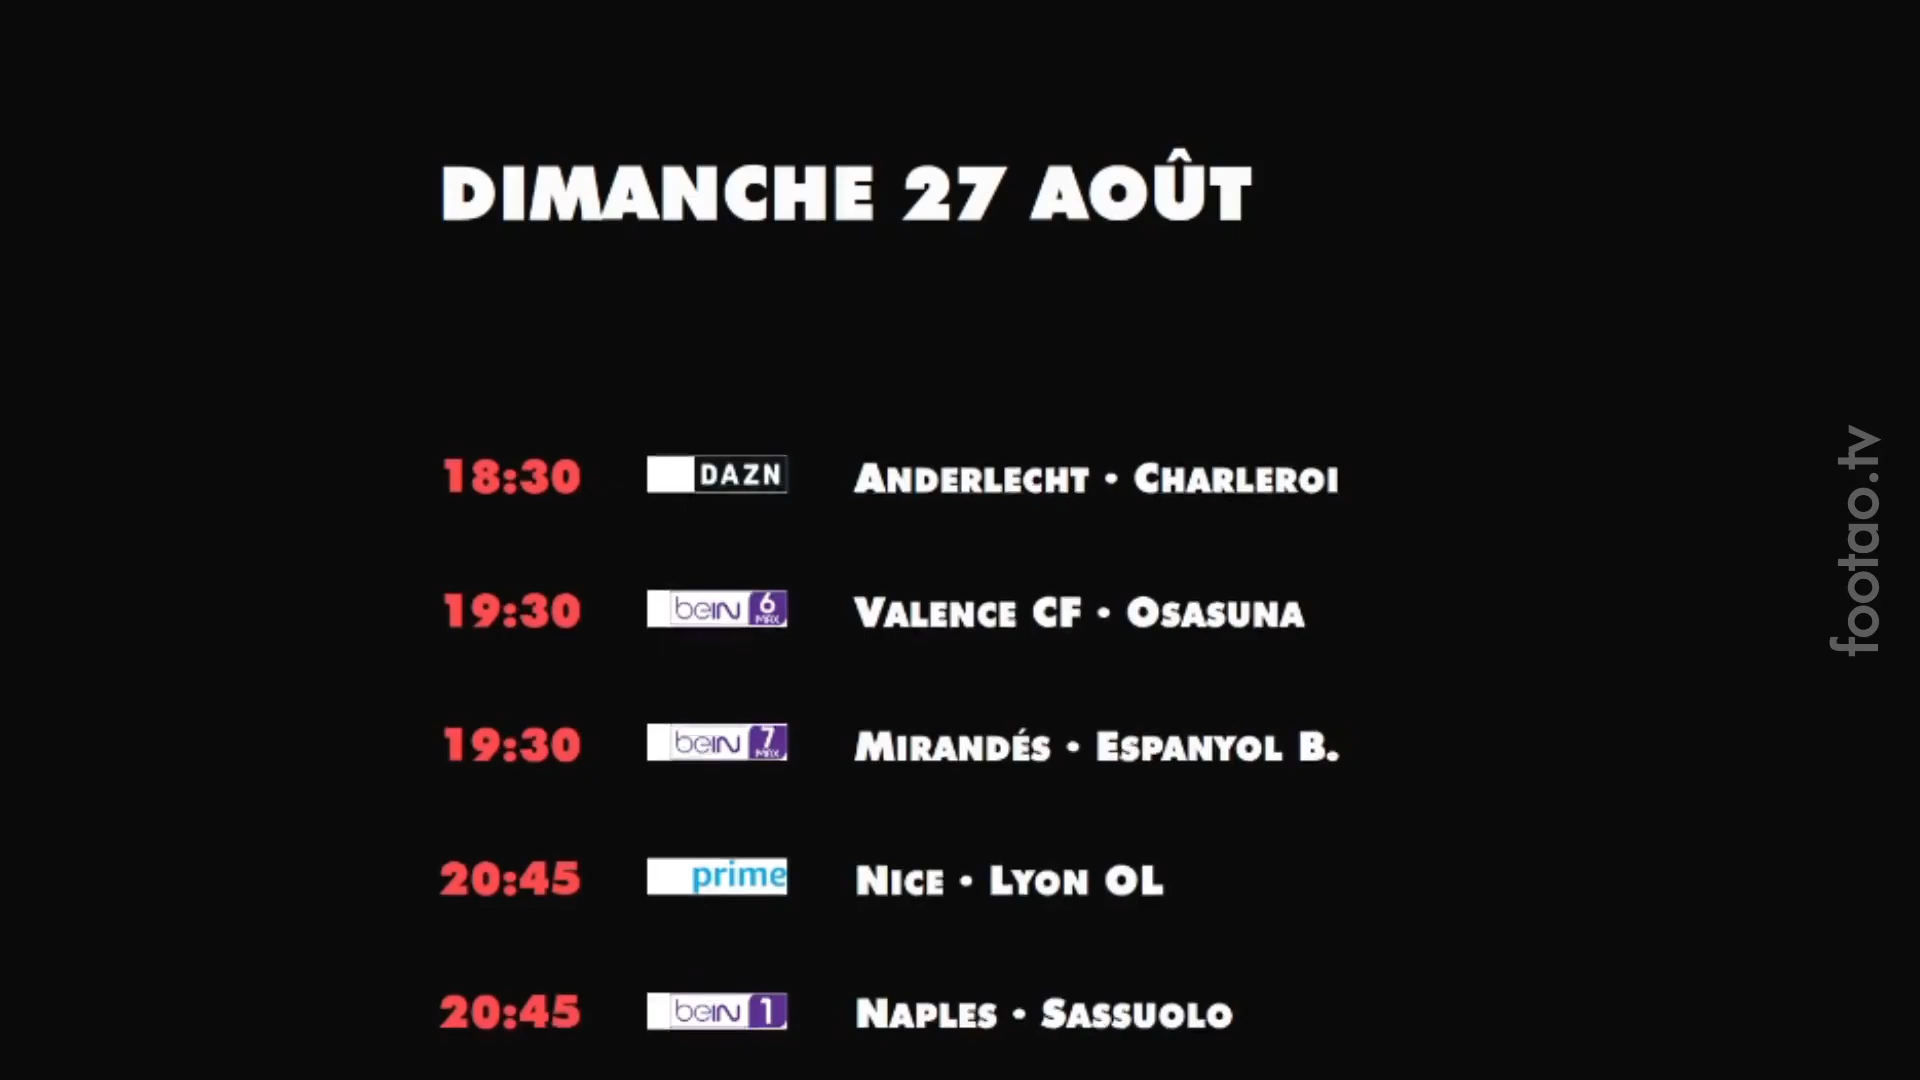 DIMANCHE 27 AOÛT
18:30 DAZN ANDERLECHT • CHARLEROI
19:30 beIN 6 MAX VALENCE CF • OSASUNA
19:30 beIN 7 MAX MIRANDÉS • ESPANYOL B.
20:45 prime NICE • LYON OL
20:45 beIN 1 NAPLES • SASSUOLO
footao.tv